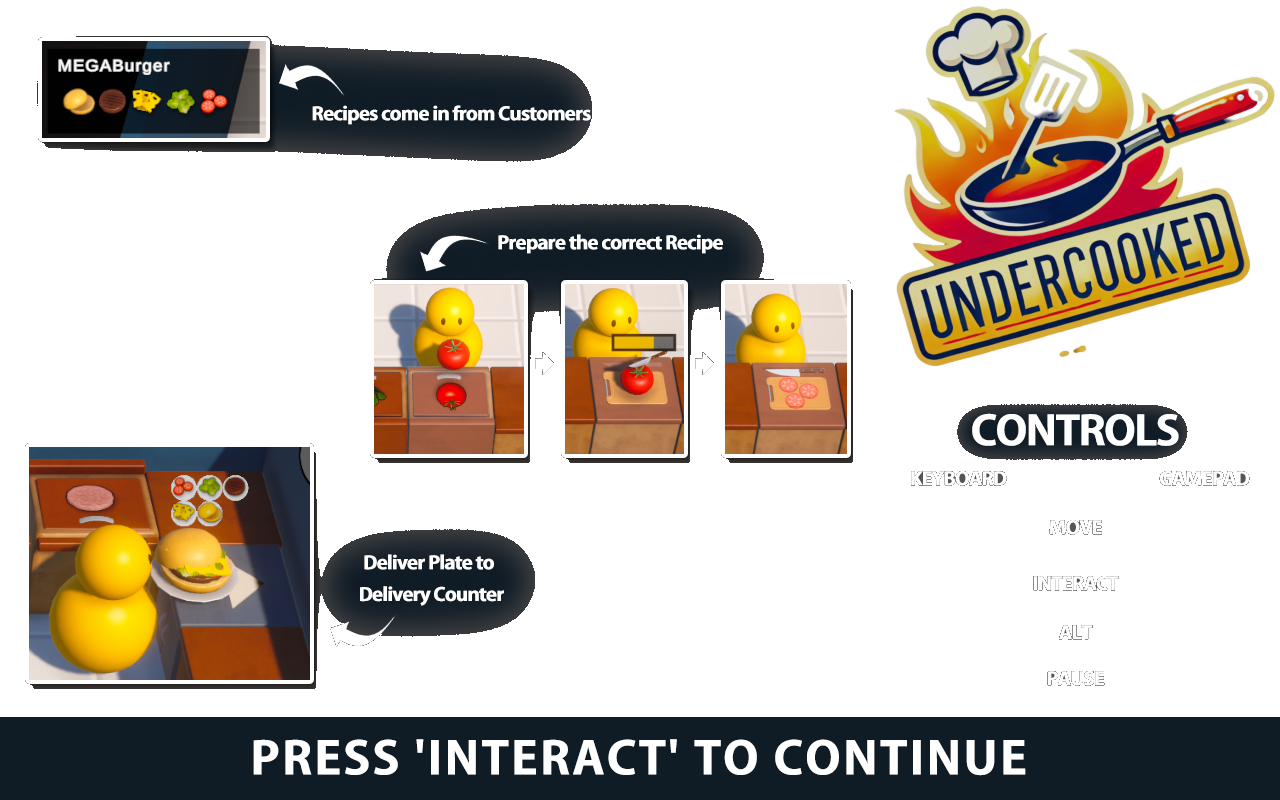 MEGABurger
Recipes come in from Customers
UNDERCOOKED
Prepare the correct Recipe
CONTROLS
KEYBOARD GAMEPAD
MOVE
Deliver Plate to
Delivery Counter
INTERACT
ALT
PAUSE
PRESS 'INTERACT' TO CONTINUE